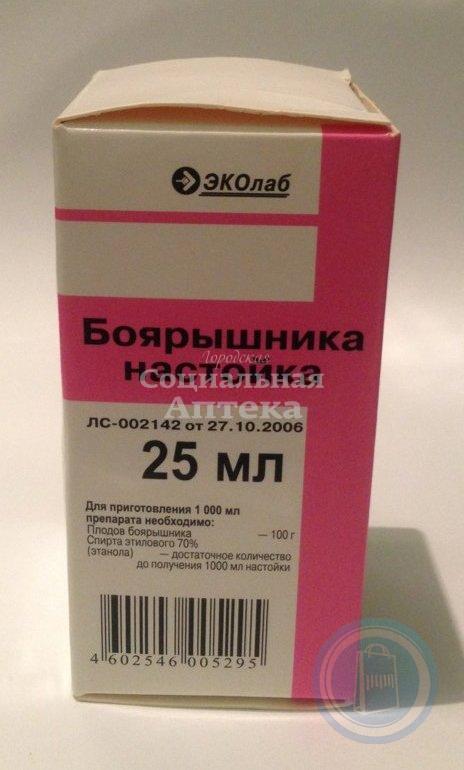 ЭКОлаб
Боярышника
настойка
Городская
Социальная
Аптека
ЛС-002142 от 27.10.2006
25 мл
Для приготовления 1 000 мл
препарата необходимо:
Плодов боярышника — 100 г
Спирта этилового 70%
(этанола) — достаточное количество
до получения 1000 мл настойки
4 602546 005295